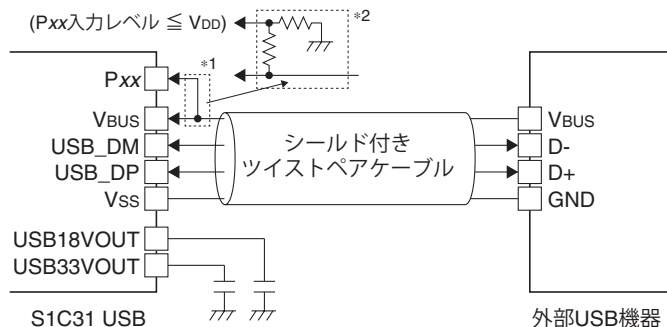 (Pxx入力レベル ≦ VDD)
*2
*1
Pxx
VBUS
USB_DM
USB_DP
VSS
USB18VOUT
USB33VOUT
シールド付き
ツイストペアケーブル
VBUS
D-
D+
GND
S1C31 USB
外部USB機器